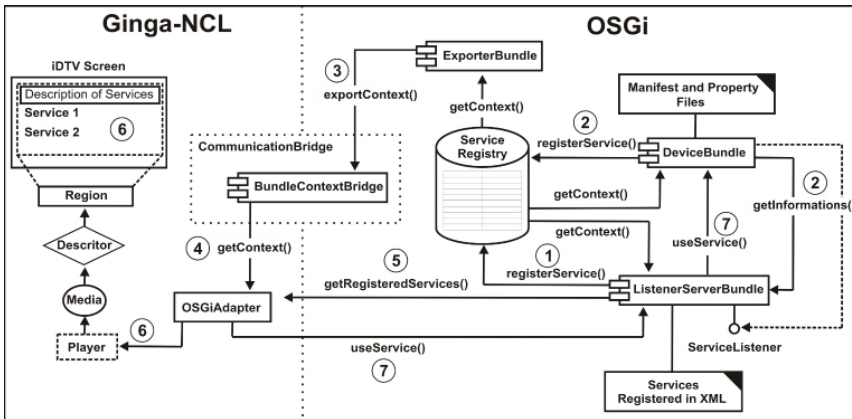 Ginga-NCL
OSGi
iDTV Screen
Description of Services
Service 1
Service 2
6
Region
Descritor
Media
Player
6
3
exportContext()
CommunicationBridge
BundleContextBridge
4
getContext()
OSGiAdapter
ExporterBundle
getContext()
Service
Registry
2
registerService()
Manifest and Property
Files
DeviceBundle
getContext()
getContext()
2
getInformations(
7
useService()
1
registerService()
5
getRegisteredServices()
ListenerServerBundle
ServiceListener
useService()
7
Services
Registered in XML